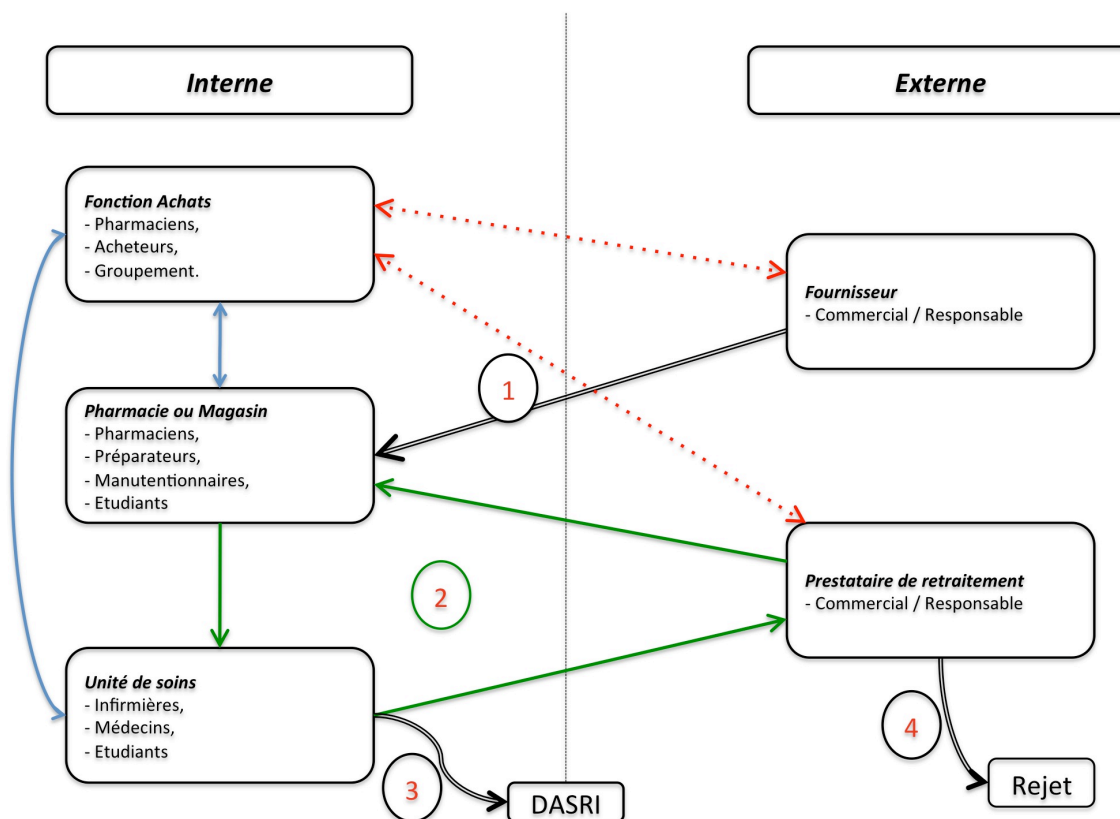 Interne
Externe
Fonction Achats
- Pharmaciens,
- Acheteurs,
- Groupement.
Fournisseur
- Commercial / Responsable
1
Pharmacie ou Magasin
- Pharmaciens,
- Préparateurs,
- Manutentionnaires,
- Etudiants
2
Prestataire de retraitement
- Commercial / Responsable
Unité de soins
- Infirmières,
- Médecins,
- Etudiants
3
DASRI
4
Rejet